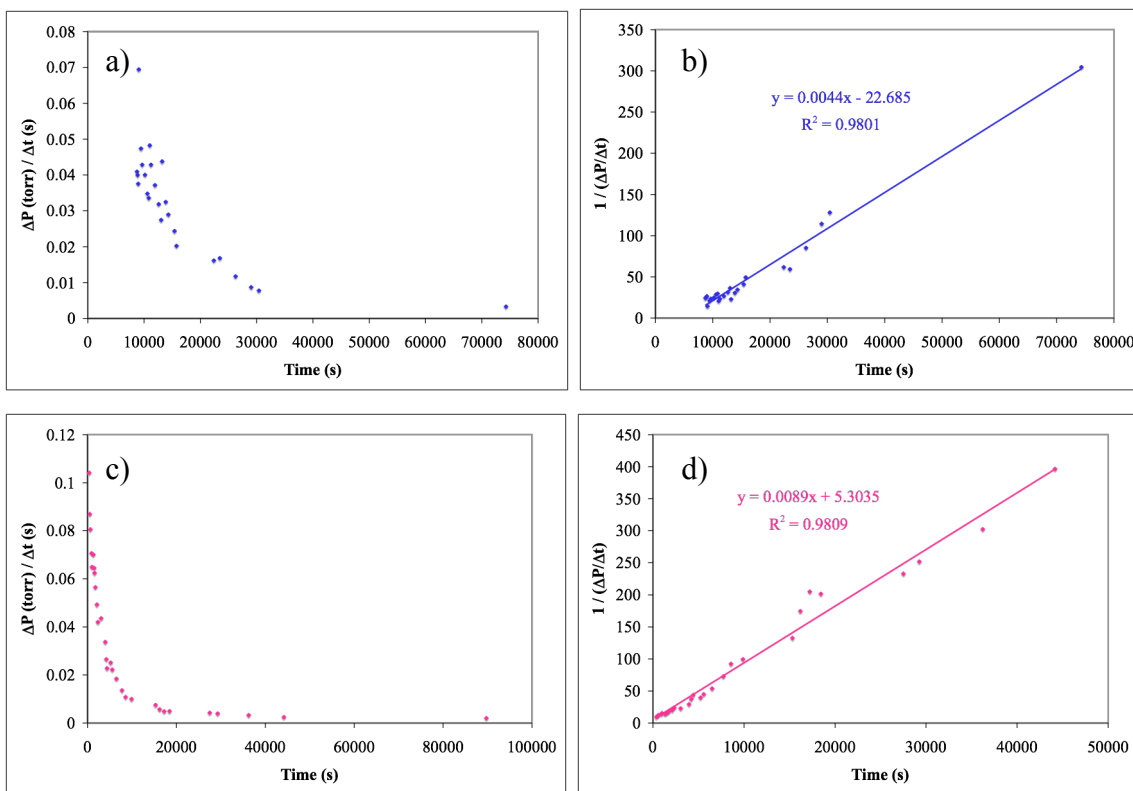 a)
0.08
0.07
0.06
0.05
0.04
0.03
0.02
0.01
0
ΔP (torr) / Δt (s)
0 10000 20000 30000 40000 50000 60000 70000 80000
Time (s)
b)
y = 0.0044x - 22.685
R² = 0.9801
350
300
250
200
150
100
50
0
1 / (ΔP/Δt)
0 10000 20000 30000 40000 50000 60000 70000 80000
Time (s)
c)
0.12
0.1
0.08
0.06
0.04
0.02
0
ΔP (torr) / Δt (s)
0 20000 40000 60000 80000 100000
Time (s)
d)
y = 0.0089x + 5.3035
R² = 0.9809
450
400
350
300
250
200
150
100
50
0
1 / (ΔP/Δt)
0 10000 20000 30000 40000 50000
Time (s)